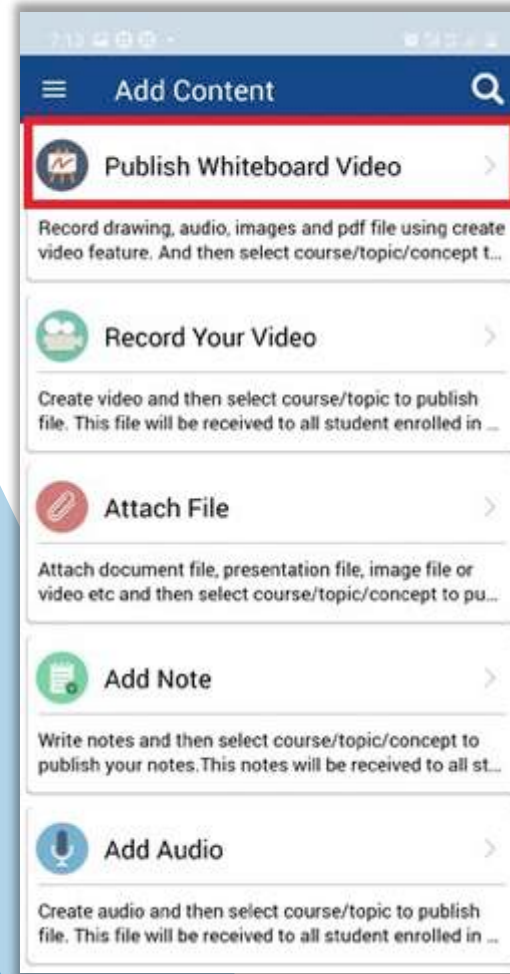 7:13
Add Content
Publish Whiteboard Video
Record drawing, audio, images and pdf file using create
video feature. And then select course/topic/concept t...
Record Your Video
Create video and then select course/topic to publish
file. This file will be received to all student enrolled in ...
Attach File
Attach document file, presentation file, image file or
video etc and then select course/topic/concept to pu...
Add Note
Write notes and then select course/topic/concept to
publish your notes.This notes will be received to all st...
Add Audio
Create audio and then select course/topic to publish
file. This file will be received to all student enrolled in ...